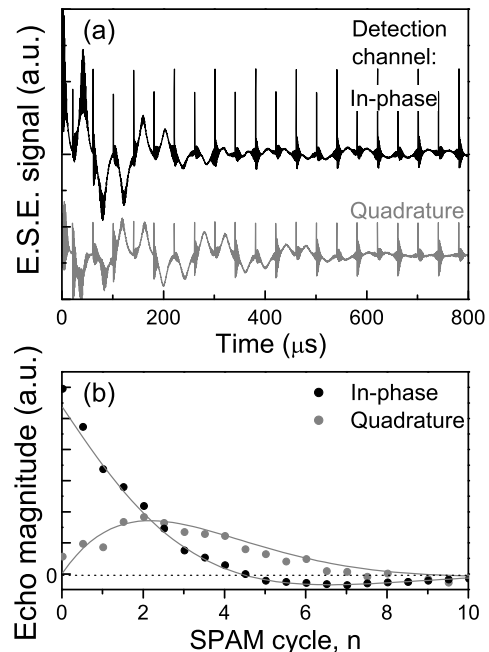 (a)
Detection
channel:
In-phase
Quadrature
E.S.E. signal (a.u.)
0 200 400 600 800
Time (μs)
(b)
In-phase
Quadrature
Echo magnitude (a.u.)
0
0 2 4 6 8 10
SPAM cycle, n